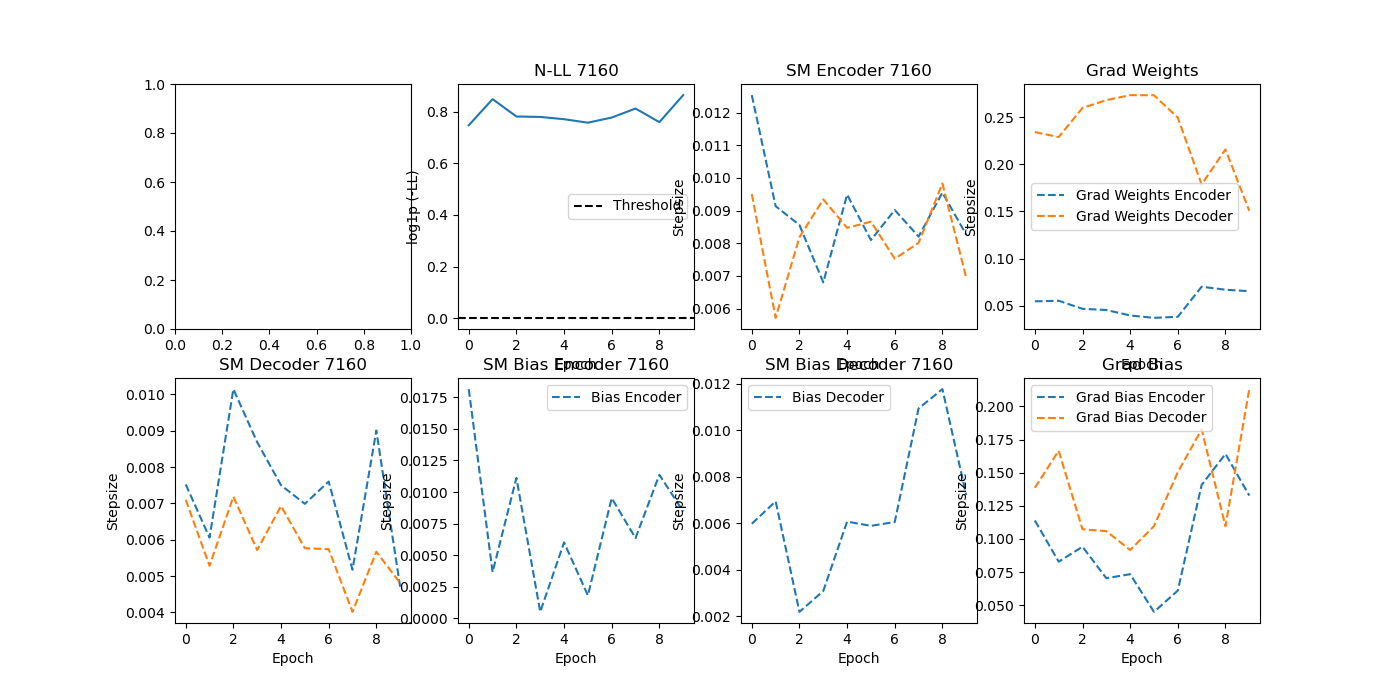 N-LL 7160
SM Encoder 7160
Grad Weights
1.0
0.8
0.6
0.4
0.2
0.0
0.0 0.2 0.4 0.6 0.8 1.0
log1p (-LL)
0.8
0.6
0.4
0.2
0.0
Threshold
0 2 4 6 8
Epoch
Stepsize
0.012
0.011
0.010
0.009
0.008
0.007
0.006
0 2 4 6 8
Epoch
Stepsize
0.25
0.20
0.15
0.10
0.05
Grad Weights Encoder
Grad Weights Decoder
0 2 4 6 8
Epoch
SM Decoder 7160
SM Bias Encoder 7160
SM Bias Decoder 7160
Grad Bias
Stepsize
0.010
0.009
0.008
0.007
0.006
0.005
0.004
0 2 4 6 8
Epoch
Stepsize
0.0175
0.0150
0.0125
0.0100
0.0075
0.0050
0.0025
0.0000
Bias Encoder
0 2 4 6 8
Epoch
Stepsize
0.012
0.010
0.008
0.006
0.004
0.002
Bias Decoder
0 2 4 6 8
Epoch
Stepsize
0.200
0.175
0.150
0.125
0.100
0.075
0.050
Grad Bias Encoder
Grad Bias Decoder
0 2 4 6 8
Epoch